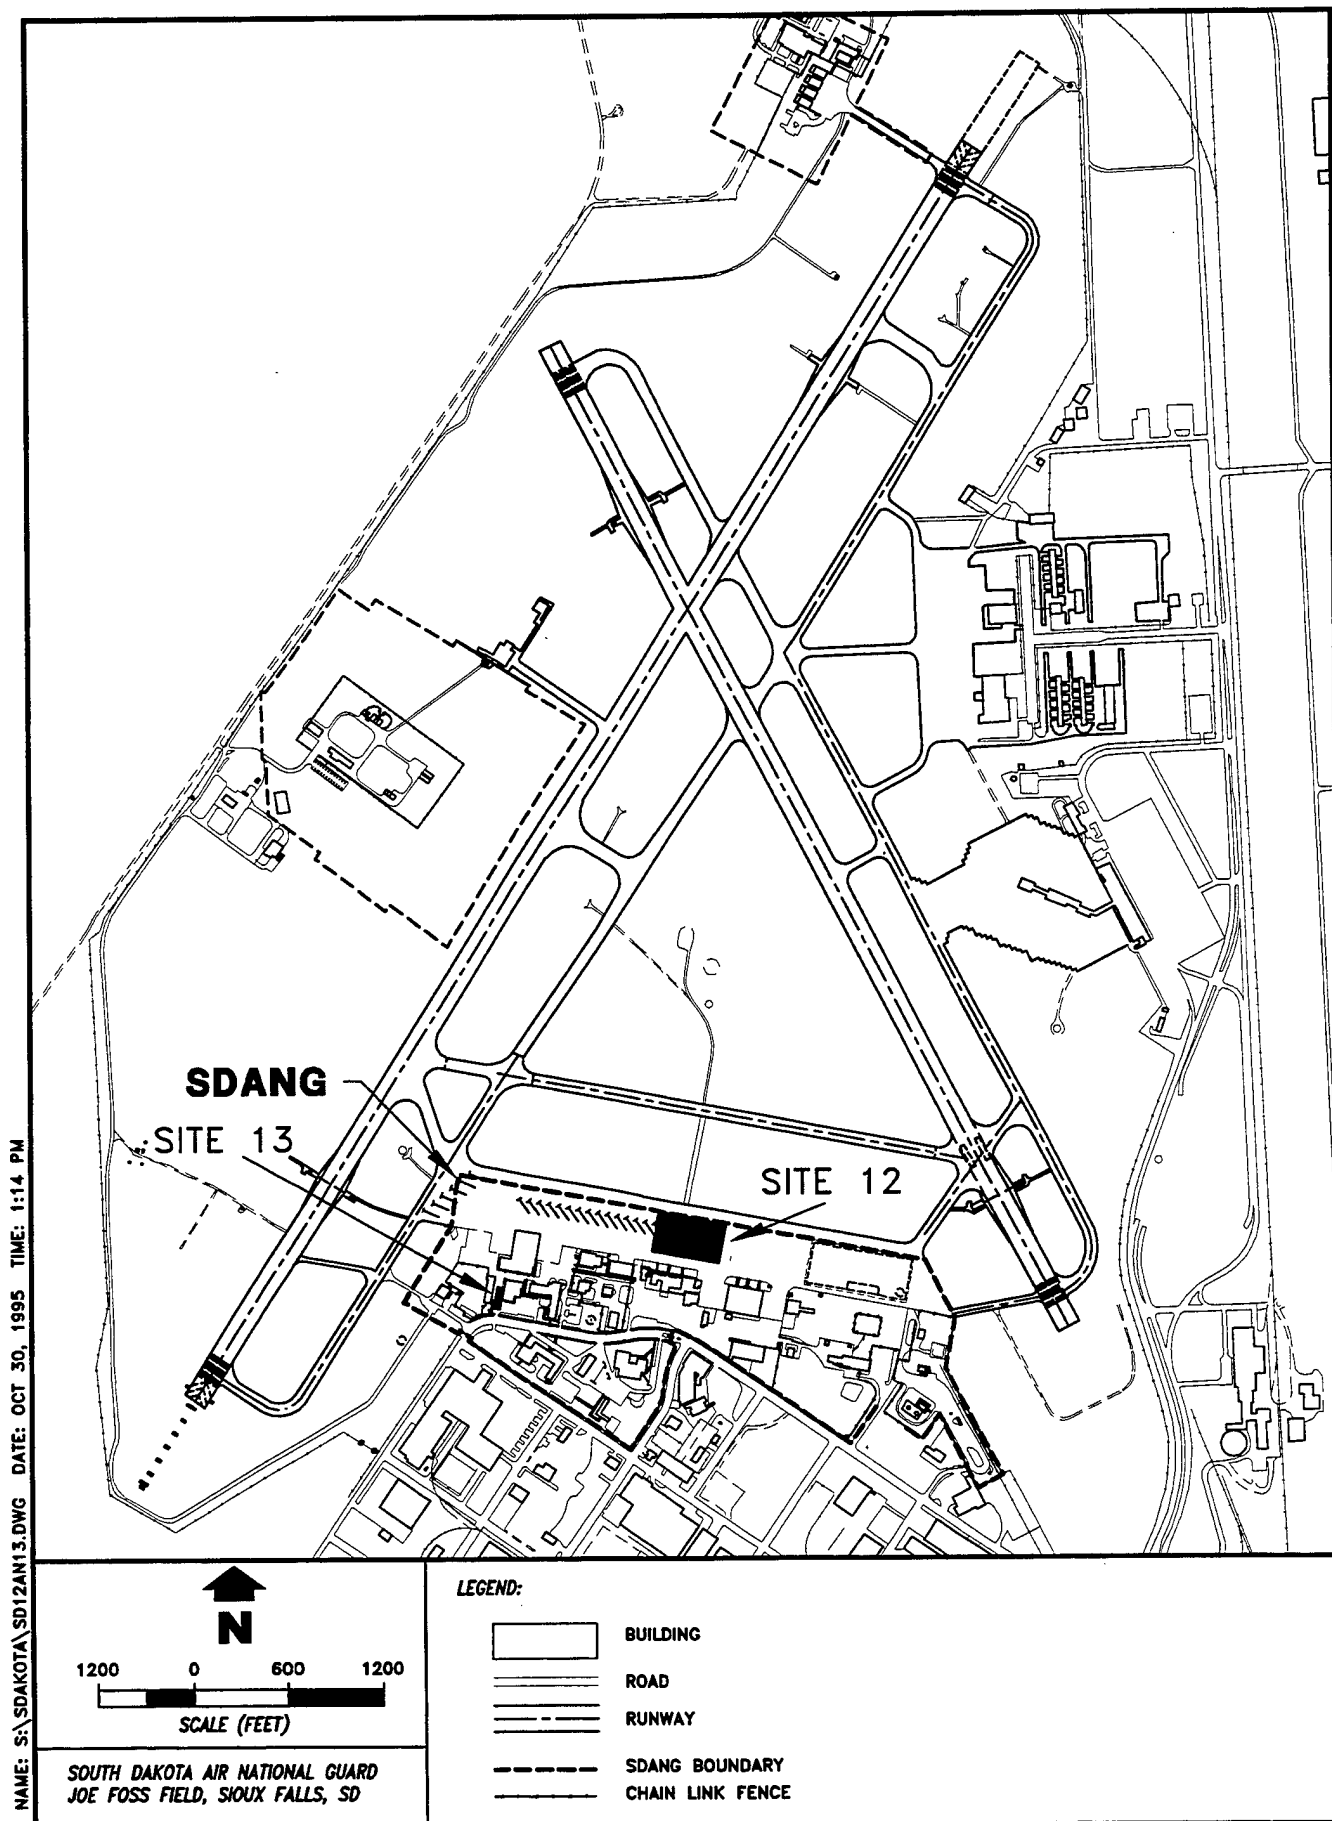 SDANG
SITE 13
SITE 12
NAME: S:\SDAKOTA\SD12AN13.DWG DATE: OCT 30, 1995 TIME: 1:14 PM
N
1200 0 600 1200
SCALE (FEET)
SOUTH DAKOTA AIR NATIONAL GUARD
JOE FOSS FIELD, SIOUX FALLS, SD
LEGEND:
BUILDING
ROAD
RUNWAY
SDANG BOUNDARY
CHAIN LINK FENCE